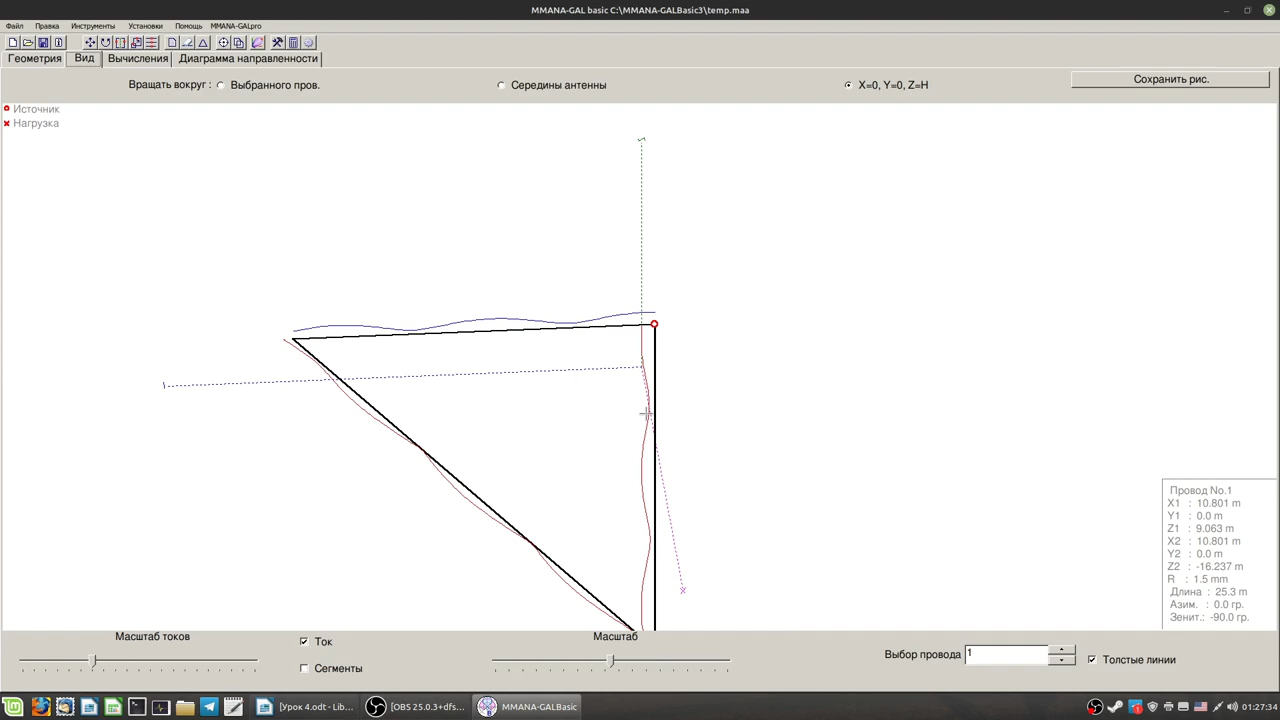 MMANA-GAL basic C:\MMANA-GALBasic3\temp.maa
Файл Правка Инструменты Установки Помощь MMANA-GALpro
Геометрия Вид Вычисления Диаграмма направленности
Вращать вокруг : Выбранного пров. Середины антенны X=0, Y=0, Z=H Сохранить рис.
Источник
Нагрузка
Провод No.1
X1 : 10.801 m
Y1 : 0.0 m
Z1 : 9.063 m
X2 : 10.801 m
Y2 : 0.0 m
Z2 : -16.237 m
R : 1.5 mm
Длина : 25.3 m
Азим. : 0.0 гр.
Зенит.: -90.0 гр.
Масштаб токов Ток Масштаб Выбор провода 1 Толстые линии
Сегменты
[Урок 4.odt - Lib... [OBS 25.0.3+dfs... MMANA-GALBasic 01:27:34